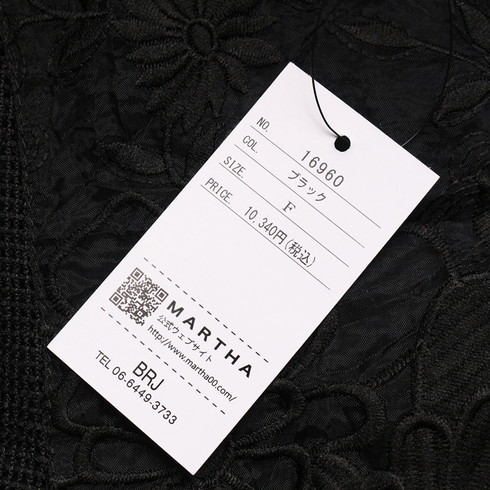 NO. 16960
COL. ブラック
SIZE. F
PRICE. 10,340円(税込)
MARTHA
公式ウェブサイト
http://www.martha00.com/
BRJ
TEL 06-6449-3733